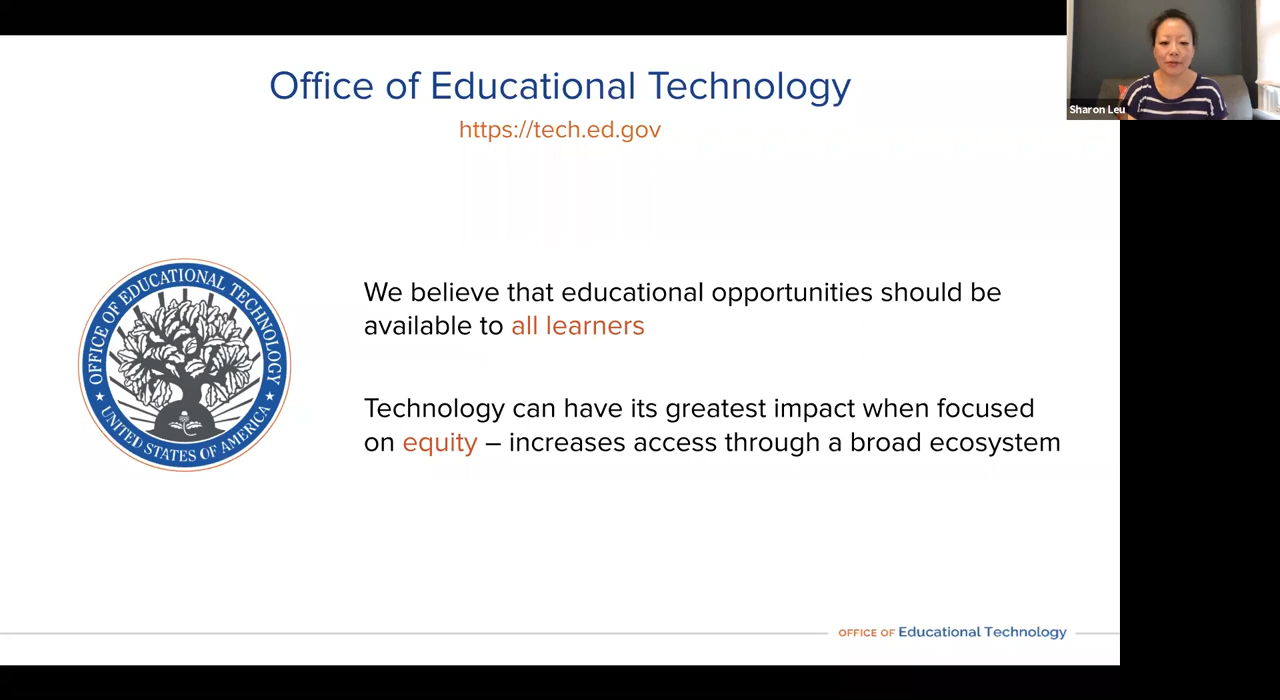 Office of Educational Technology
https://tech.ed.gov
Sharon Leu
OFFICE OF EDUCATIONAL TECHNOLOGY
★ UNITED STATES OF AMERICA ★
We believe that educational opportunities should be
available to all learners
Technology can have its greatest impact when focused
on equity – increases access through a broad ecosystem
OFFICE OF Educational Technology